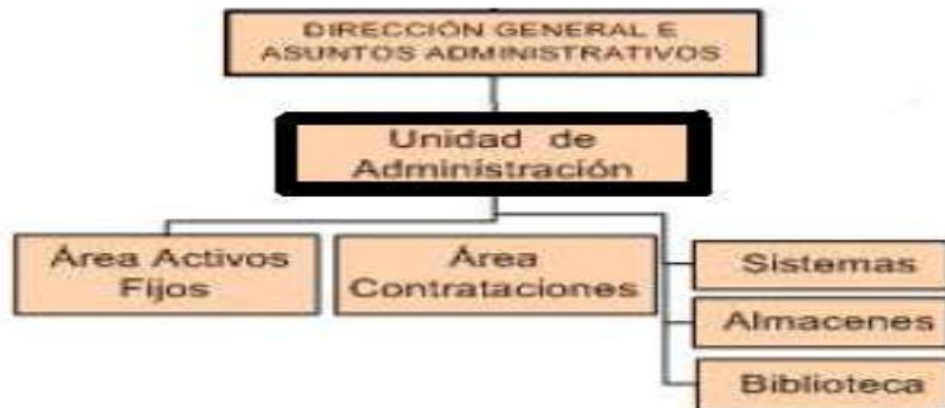 DIRECCIÓN GENERAL E
ASUNTOS ADMINISTRATIVOS
Unidad de
Administración
Área Activos
Fijos
Área
Contrataciones
Sistemas
Almacenes
Biblioteca